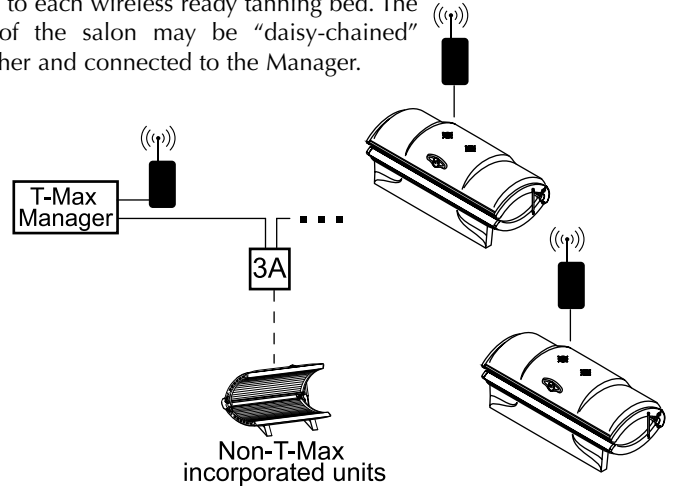 to each wireless ready tanning bed. The
of the salon may be “daisy-chained”
her and connected to the Manager.
T-Max
Manager
3A
Non-T-Max
incorporated units